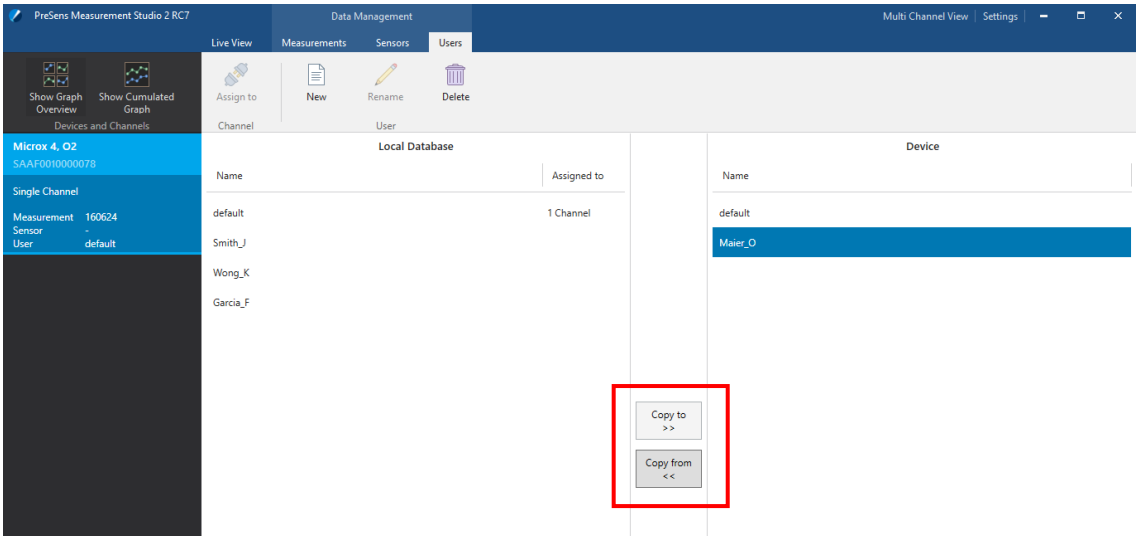 PreSens Measurement Studio 2 RC7
Data Management
Multi Channel View
Settings
Live View
Measurements
Sensors
Users
Show Graph
Overview
Show Cumulated
Graph
Devices and Channels
Assign to
Channel
New
Rename
Delete
User
Microx 4, O2
SAAF0010000078
Single Channel
Measurement 160624
Sensor -
User default
Local Database
Name Assigned to
default 1 Channel
Smith_J
Wong_K
Garcia_F
Copy to
>>
Copy from
<<
Device
Name
default
Maier_O